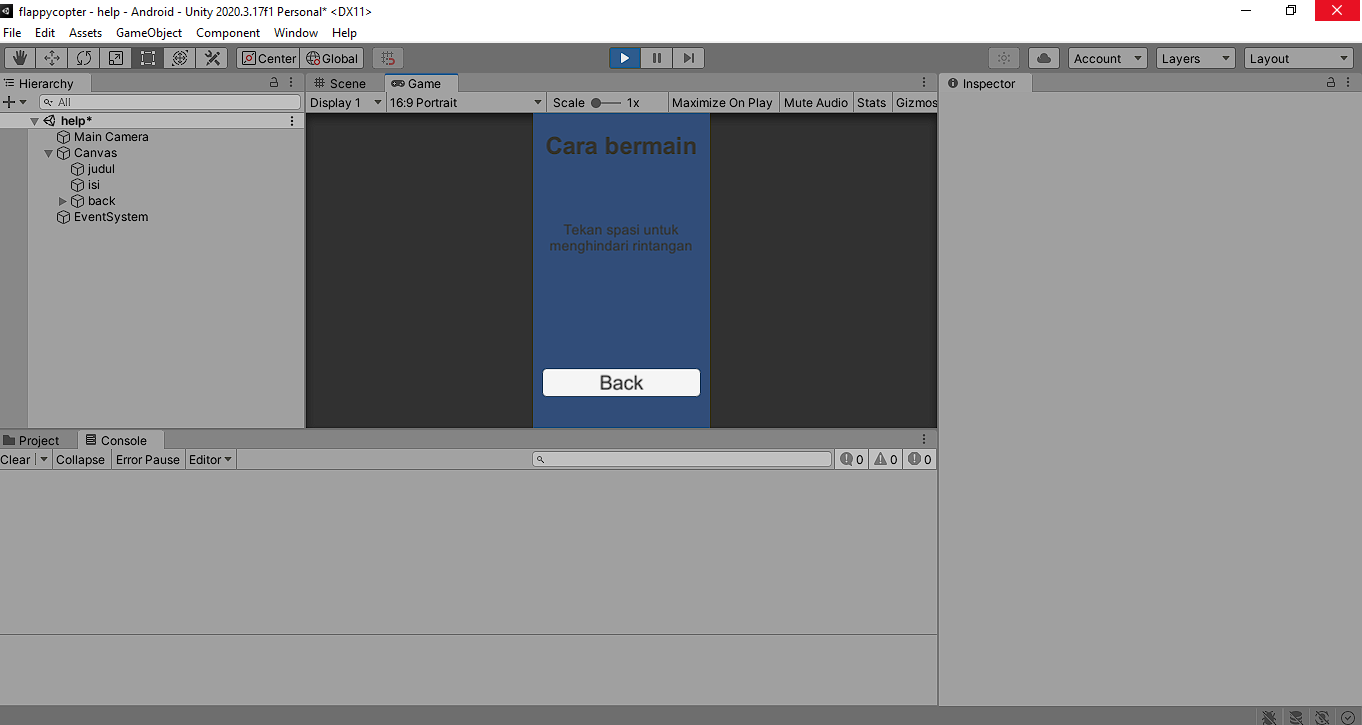 flappycopter - help - Android - Unity 2020.3.17f1 Personal* <DX11>
File Edit Assets GameObject Component Window Help
Center Global Account Layers Layout
Hierarchy
All
help*
Main Camera
Canvas
judul
isi
back
EventSystem
Scene Game
Display 1 16:9 Portrait Scale 1x Maximize On Play Mute Audio Stats Gizmos
Cara bermain
Tekan spasi untuk
menghindari rintangan
Back
Inspector
Project Console
Clear Collapse Error Pause Editor 0 0 0